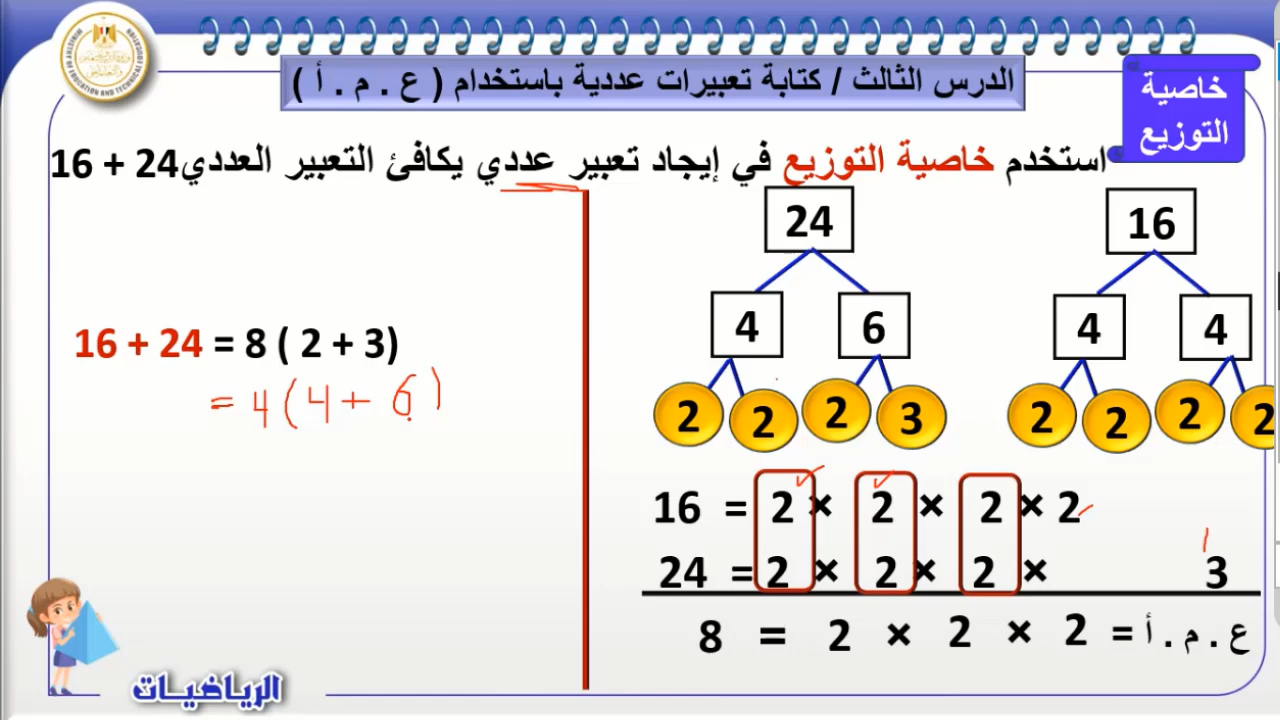 الدرس الثالث / كتابة تعبيرات عددية باستخدام ( ع . م . أ )
خاصية
التوزيع
استخدم خاصية التوزيع في إيجاد تعبير عددي يكافئ التعبير العددي 24 + 16
24
16
4
6
4
4
2
2
2
3
2
2
2
2
16 + 24 = 8 ( 2 + 3)
= 4 ( 4 + 6 )
16 = 2 × 2 × 2 × 2
24 = 2 × 2 × 2 × 3
8 = 2 × 2 × 2 = ع . م . أ
الرياضيات